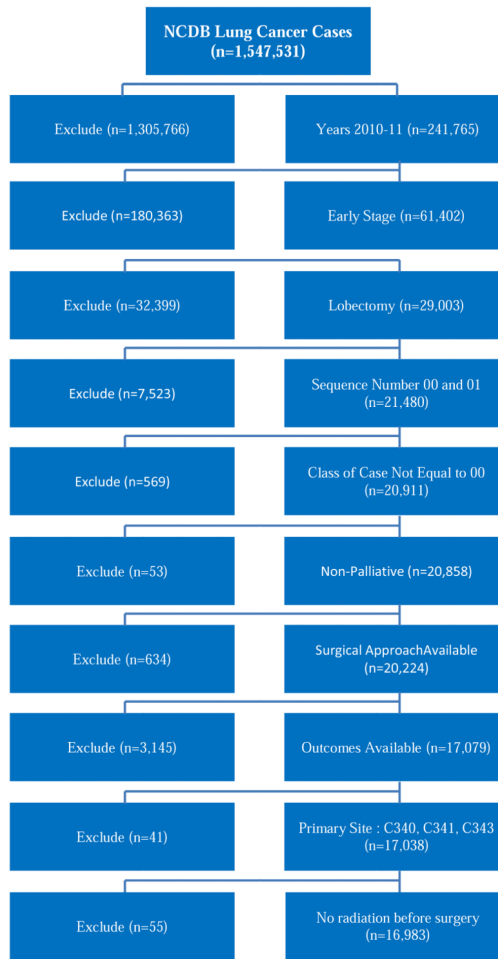 NCDB Lung Cancer Cases
(n=1,547,531)
Exclude (n=1,305,766)
Years 2010-11 (n=241,765)
Exclude (n=180,363)
Early Stage (n=61,402)
Exclude (n=32,399)
Lobectomy (n=29,003)
Exclude (n=7,523)
Sequence Number 00 and 01
(n=21,480)
Exclude (n=569)
Class of Case Not Equal to 00
(n=20,911)
Exclude (n=53)
Non-Palliative (n=20,858)
Exclude (n=634)
Surgical ApproachAvailable
(n=20,224)
Exclude (n=3,145)
Outcomes Available (n=17,079)
Exclude (n=41)
Primary Site : C340, C341, C343
(n=17,038)
Exclude (n=55)
No radiation before surgery
(n=16,983)